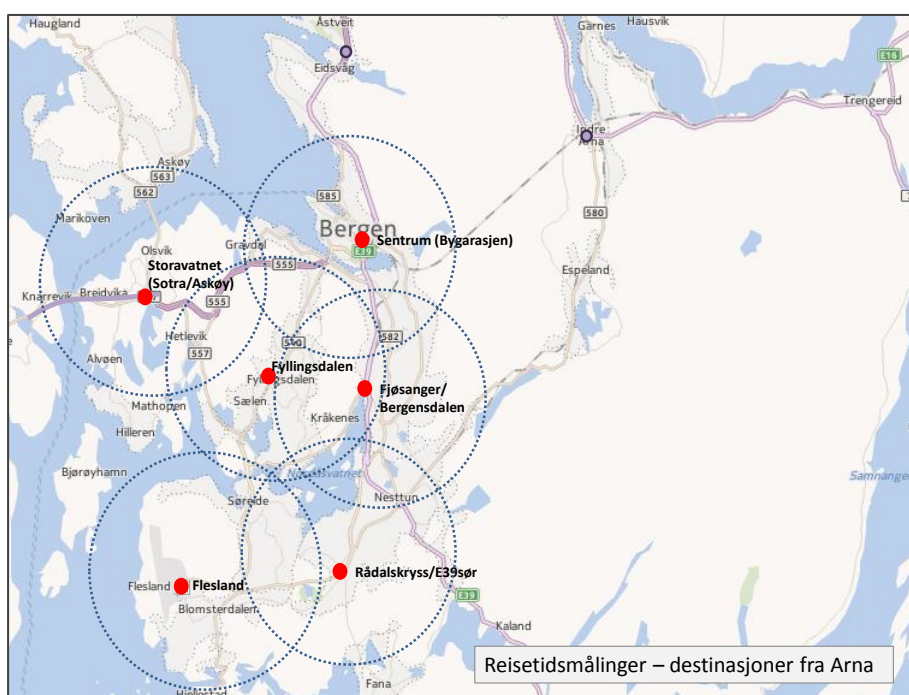 Haugland
Åstveit
Garnes
Hausvik
Eidsvåg
E16
Trengereid
Indre
Arna
Askøy
563
562
585
580
Marikoven
Bergen
Sentrum (Bygarasjen)
E39
Olsvik
Gravdal
Storavatnet
(Sotra/Askøy)
555
Espeland
Knarrevik
Breidvika
555
582
Hetlevik
557
540
Alvøen
Fyllingsdalen
Fyllingsdalen
Fjøsanger/
Bergensdalen
Sælen
Mathopen
Kråkenes
Hilleren
Bjørøyhamn
Nordåsvatnet
Samnanger
Nesttun
Søreide
Rådalskryss/E39sør
Flesland
Flesland
E39
Blomsterdalen
Kaland
Reisetidsmålinger – destinasjoner fra Arna
Fana
Hjellestad